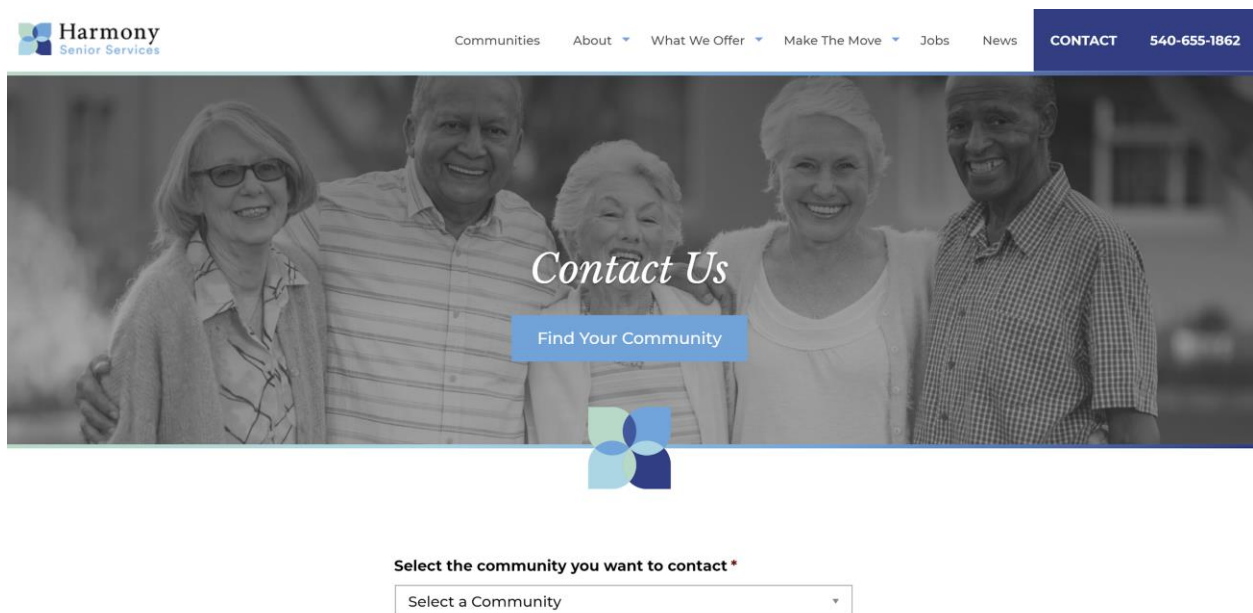 Harmony
Senior Services
Communities About What We Offer Make The Move Jobs News CONTACT 540-655-1862
Contact Us
Find Your Community
Select the community you want to contact *
Select a Community